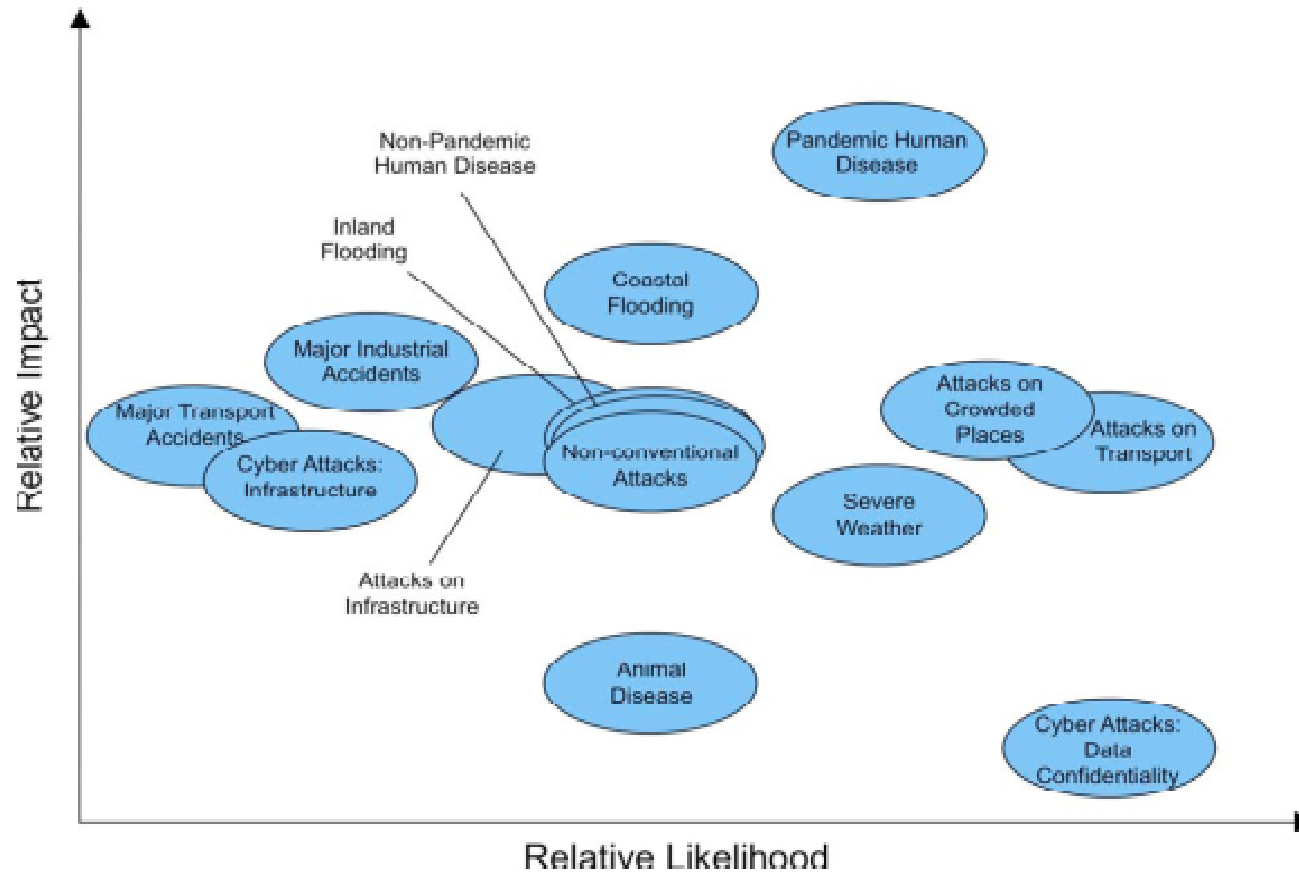 Pandemic Human
Disease
Non-Pandemic
Human Disease
Inland
Flooding
Coastal
Flooding
Major Industrial
Accidents
Major Transport
Accidents
Cyber Attacks:
Infrastructure
Non-conventional
Attacks
Attacks on
Crowded
Places
Attacks on
Transport
Severe
Weather
Attacks on
Infrastructure
Animal
Disease
Cyber Attacks:
Data
Confidentiality
Relative Impact
Relative Likelihood